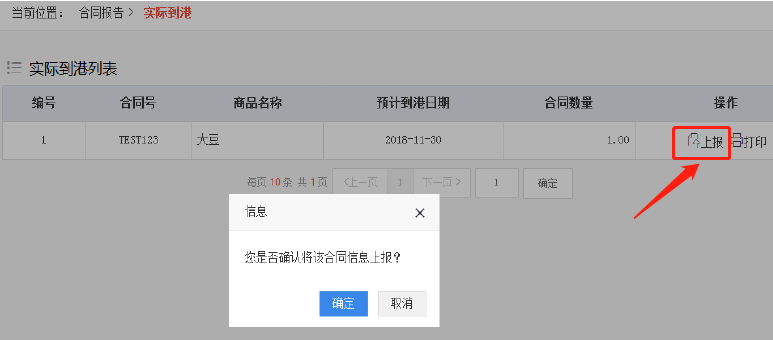 当前位置： 合同报告 > 实际到港
实际到港列表
编号 合同号 商品名称 预计到港日期 合同数量 操作
1 TEST123 大豆 2018-11-30 1.00 上报 打印
每页 10 条 共 1 页 <上一页 1 下一页> 1 确定
信息 ×
您是否确认将该合同信息上报？
确定 取消